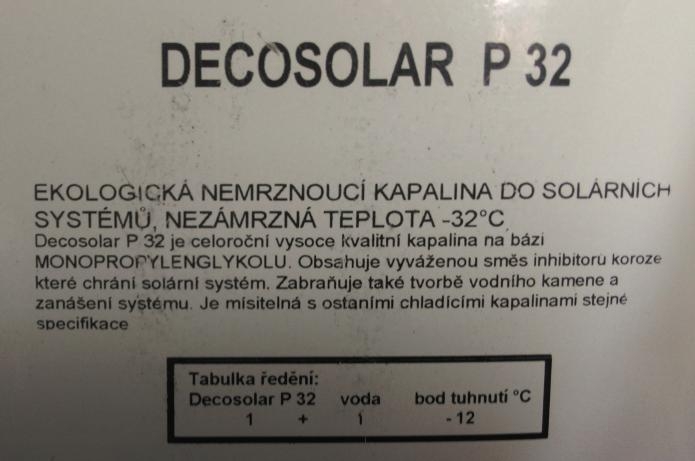 DECOSOLAR P 32
EKOLOGICKÁ NEMRZNOUCÍ KAPALINA DO SOLÁRNÍCH
SYSTÉMŮ, NEZÁMRZNÁ TEPLOTA -32°C
Decosolar P 32 je celoroční vysoce kvalitní kapalina na bázi
MONOPROPYLENGLYKOLU. Obsahuje vyváženou směs inhibitoru koroze
které chrání solární systém. Zabraňuje také tvorbě vodního kamene a
zanášení systému. Je mísitelná s ostaními chladícími kapalinami stejné
specifikace
Tabulka ředění:
Decosolar P 32 voda bod tuhnutí °C
1 + 1 - 12